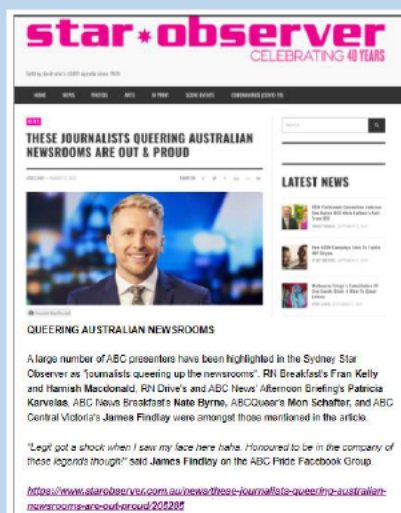 star observer
CELEBRATING 40 YEARS
HOME NEWS PHOTOS ARTS IN PRINT SCENE EVENTS CORONAVIRUS (COVID-19)
NEWS
THESE JOURNALISTS QUEERING AUSTRALIAN
NEWSROOMS ARE OUT & PROUD
LATEST NEWS
QUEERING AUSTRALIAN NEWSROOMS
A large number of ABC presenters have been highlighted in the Sydney Star
Observer as "journalists queering up the newsrooms". RN Breakfast's Fran Kelly
and Hamish Macdonald, RN Drive's and ABC News' Afternoon Briefing's Patricia
Karvelas, ABC News Breakfast's Nate Byrne, ABCQueer's Mon Schafter, and ABC
Central Victoria's James Findlay were amongst those mentioned in the article.
"Legit got a shock when I saw my face here haha. Honoured to be in the company of
these legends though!" said James Findlay on the ABC Pride Facebook Group.
https://www.starobserver.com.au/news/these-journalists-queering-australian-
newsrooms-are-out-proud/205285